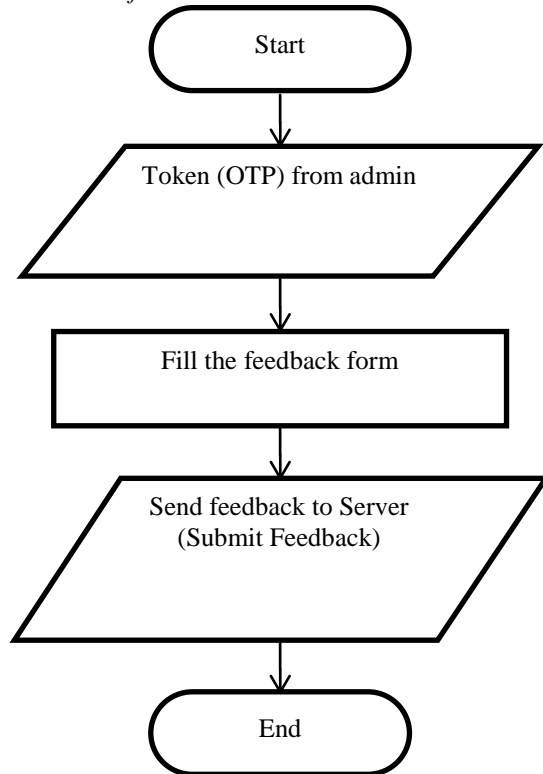 Start
Token (OTP) from admin
Fill the feedback form
Send feedback to Server
(Submit Feedback)
End